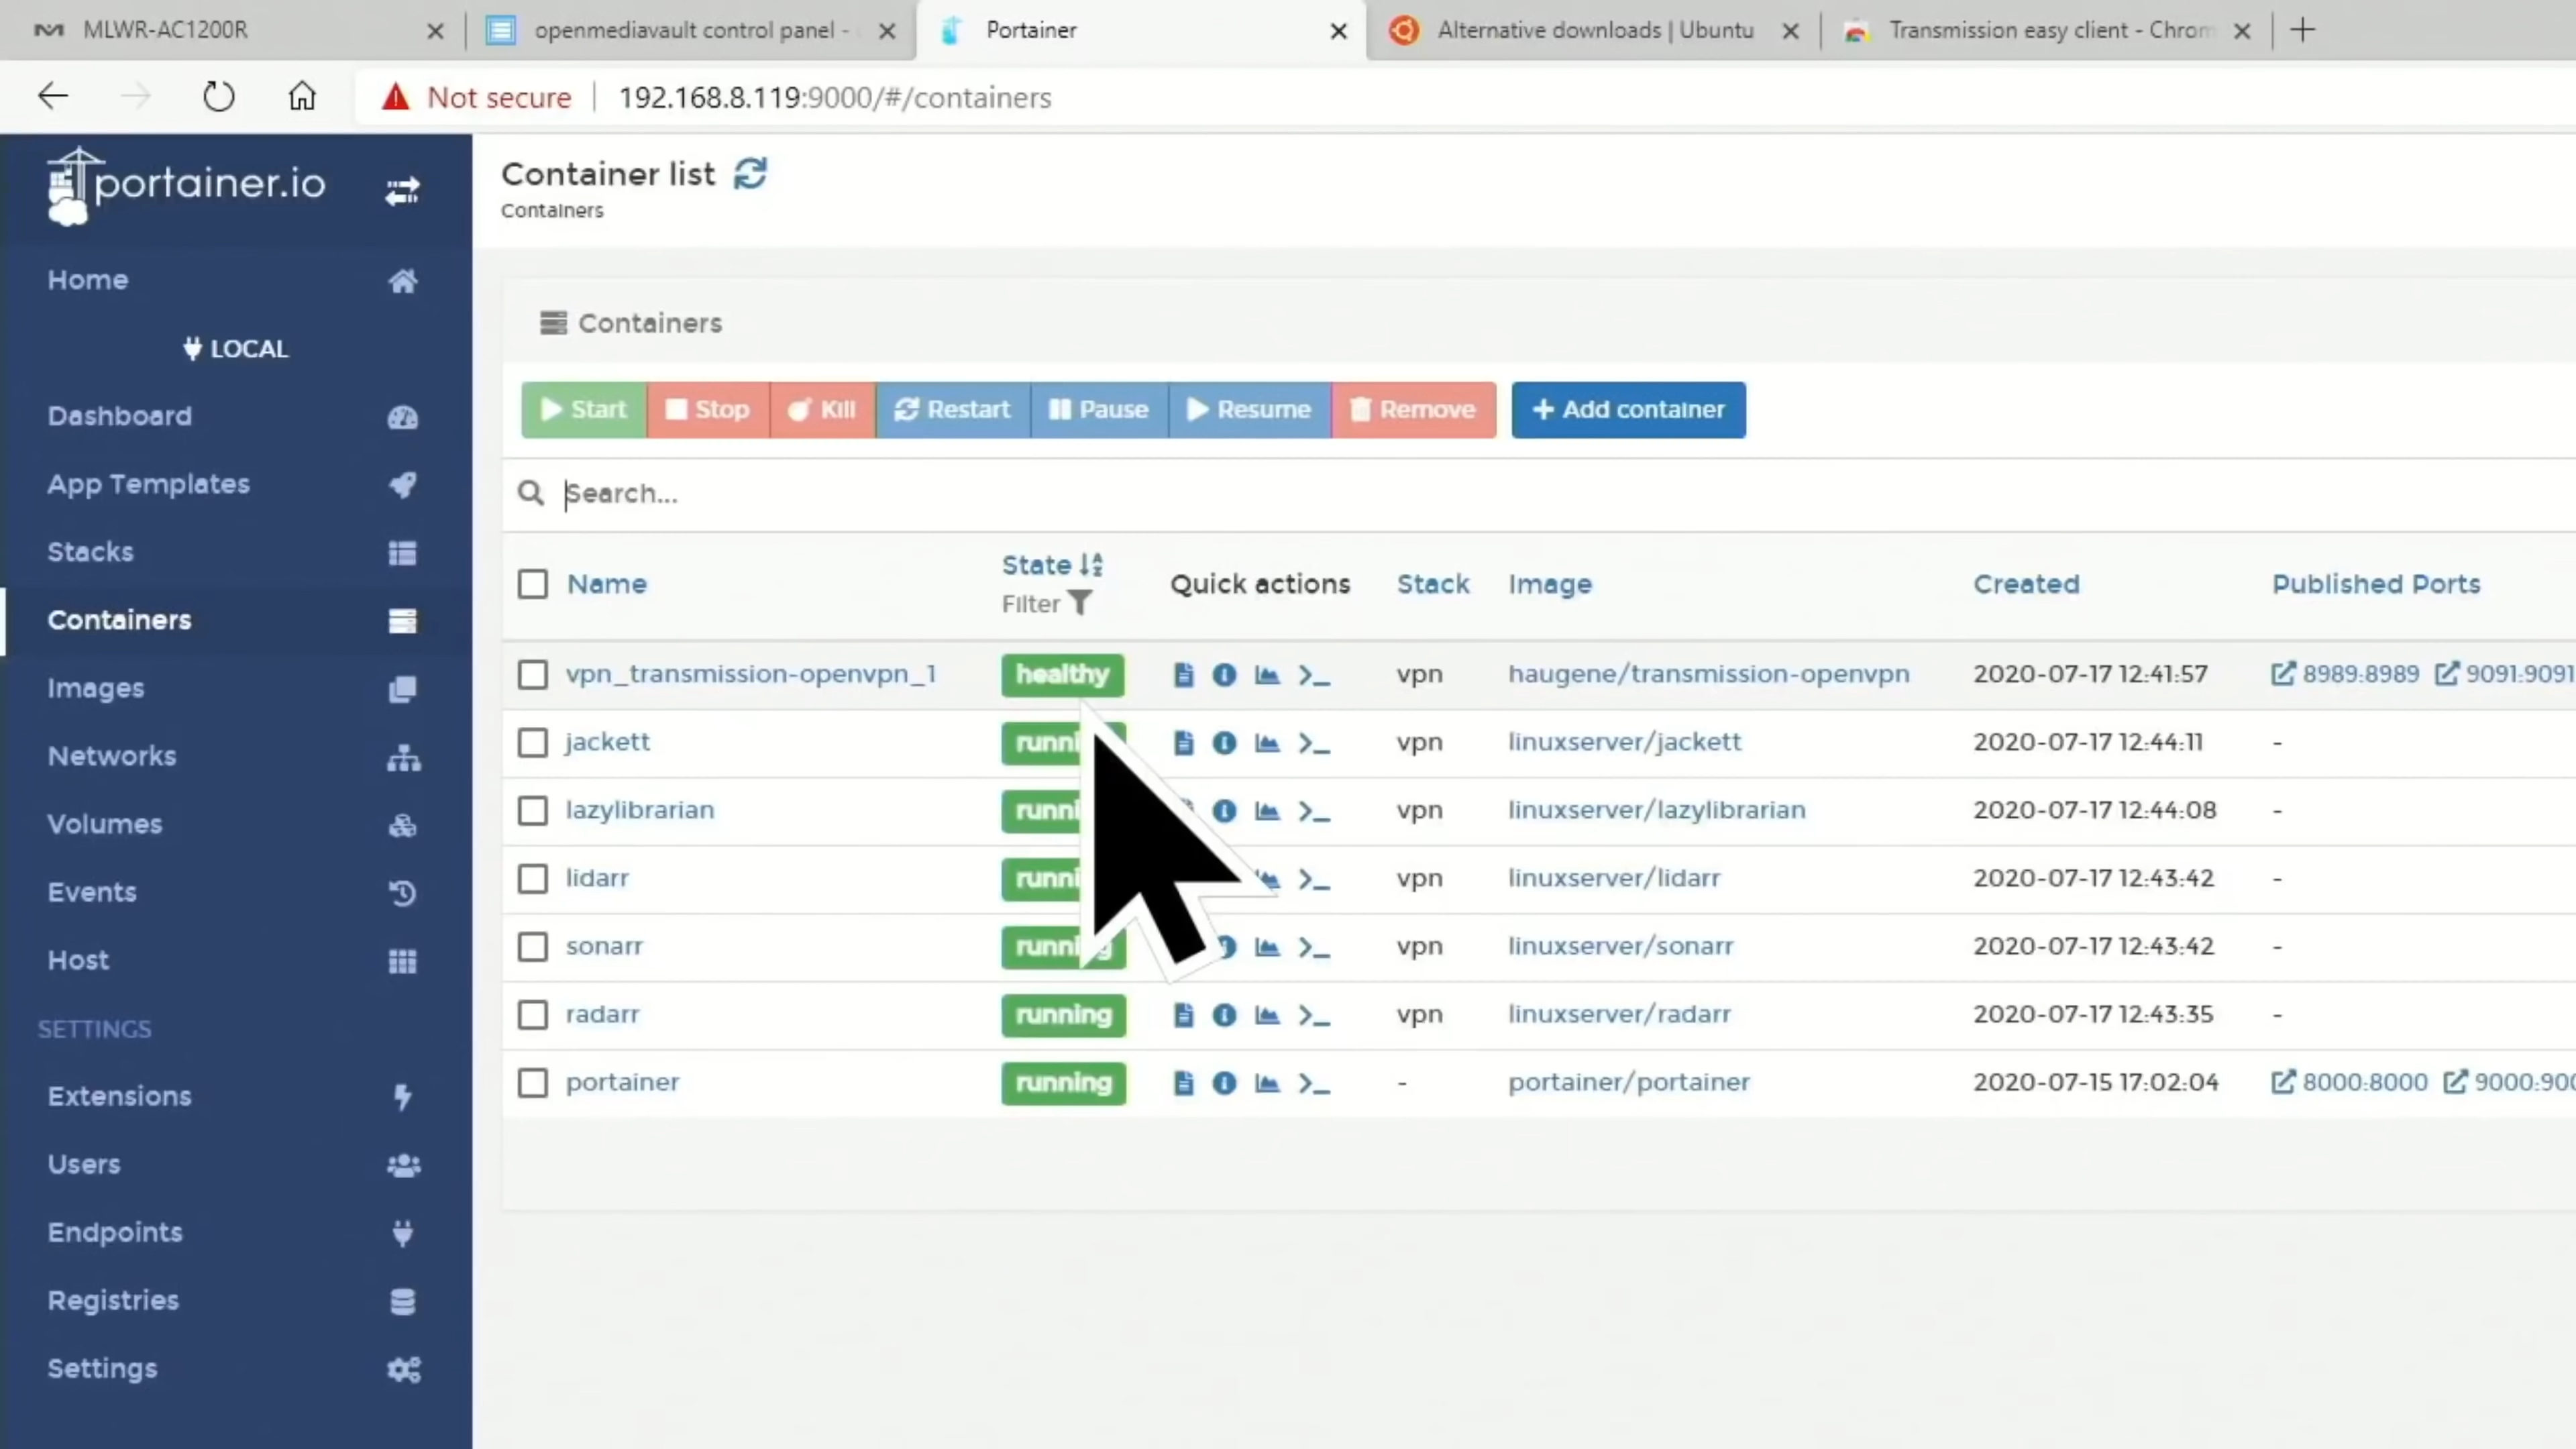 MLWR-AC1200R
openmediavault control panel -
Portainer
Alternative downloads | Ubuntu
Transmission easy client - Chrom
Not secure
192.168.8.119:9000/#/containers
portainer.io
Home
LOCAL
Dashboard
App Templates
Stacks
Containers
Images
Networks
Volumes
Events
Host
SETTINGS
Extensions
Users
Endpoints
Registries
Settings
Container list
Containers
Containers
Start Stop Kill Restart Pause Resume Remove Add container
Search...
Name State Filter Quick actions Stack Image Created Published Ports
vpn_transmission-openvpn_1 healthy vpn haugene/transmission-openvpn 2020-07-17 12:41:57 8989:8989 9091:9091
jackett runni vpn linuxserver/jackett 2020-07-17 12:44:11 -
lazylibrarian runni vpn linuxserver/lazylibrarian 2020-07-17 12:44:08 -
lidarr runni vpn linuxserver/lidarr 2020-07-17 12:43:42 -
sonarr running vpn linuxserver/sonarr 2020-07-17 12:43:42 -
radarr running vpn linuxserver/radarr 2020-07-17 12:43:35 -
portainer running - portainer/portainer 2020-07-15 17:02:04 8000:8000 9000:900